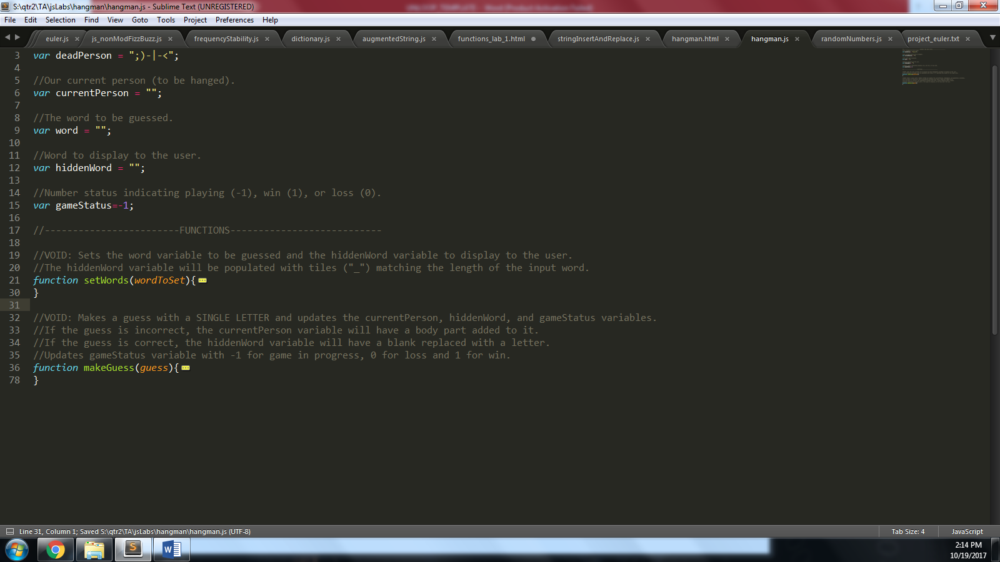 S:\qtr2\TA\jsLabs\hangman\hangman.js - Sublime Text (UNREGISTERED)
File Edit Selection Find View Goto Tools Project Preferences Help
euler.js × js_nonModFizzBuzz.js × frequencyStability.js × dictionary.js × augmentedString.js × functions_lab_1.html stringInsertAndReplace.js × hangman.html × hangman.js × randomNumbers.js × project_euler.txt ×
3 var deadPerson = ";)-|-<";
4
5 //Our current person (to be hanged).
6 var currentPerson = "";
7
8 //The word to be guessed.
9 var word = "";
10
11 //Word to display to the user.
12 var hiddenWord = "";
13
14 //Number status indicating playing (-1), win (1), or loss (0).
15 var gameStatus=-1;
16
17 //------------------------FUNCTIONS---------------------------
18
19 //VOID: Sets the word variable to be guessed and the hiddenWord variable to display to the user.
20 //The hiddenWord variable will be populated with tiles ("_") matching the length of the input word.
21 function setWords(wordToSet){
30 }
31
32 //VOID: Makes a guess with a SINGLE LETTER and updates the currentPerson, hiddenWord, and gameStatus variables.
33 //If the guess is incorrect, the currentPerson variable will have a body part added to it.
34 //If the guess is correct, the hiddenWord variable will have a blank replaced with a letter.
35 //Updates gameStatus variable with -1 for game in progress, 0 for loss and 1 for win.
36 function makeGuess(guess){
78 }
Line 31, Column 1; Saved S:\qtr2\TA\jsLabs\hangman\hangman.js (UTF-8)
Tab Size: 4 JavaScript
2:14 PM
10/19/2017